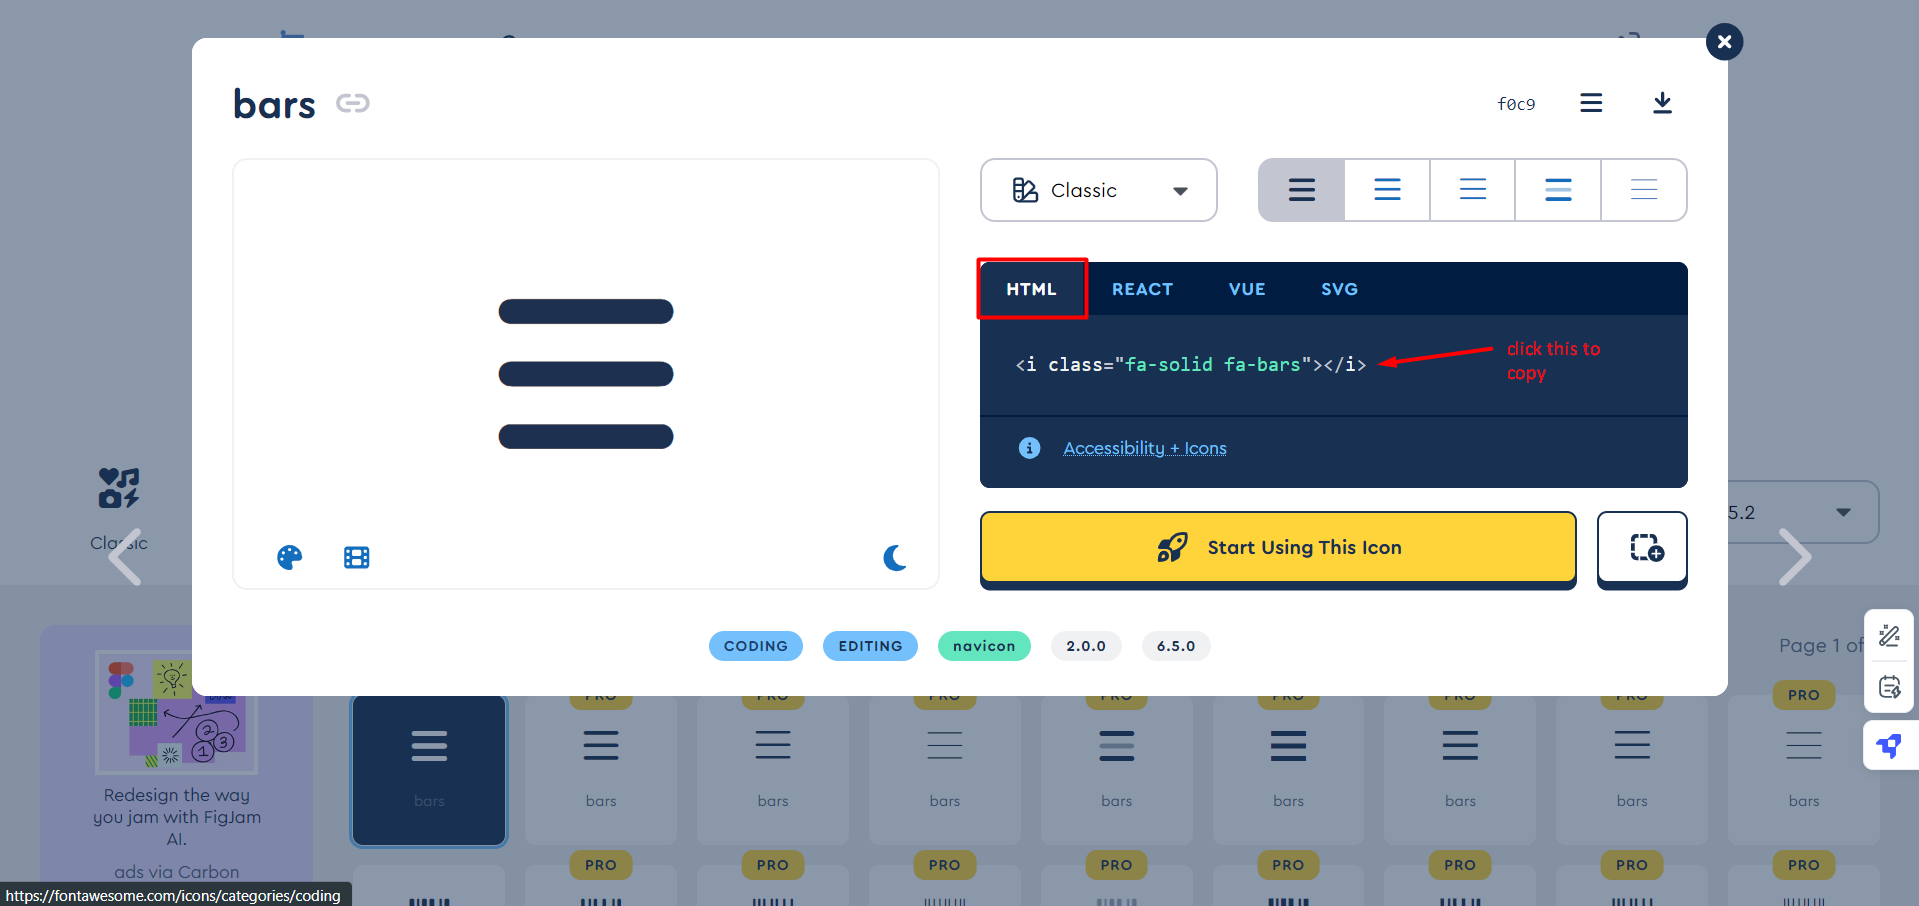 bars
f0c9
Classic
HTML REACT VUE SVG
<i class="fa-solid fa-bars"></i>
click this to
copy
Accessibility + Icons
Start Using This Icon
CODING EDITING navicon 2.0.0 6.5.0
Classic
5.2
Page 1 of
PRO PRO PRO PRO PRO PRO PRO PRO
bars bars bars bars bars bars bars bars bars
PRO PRO PRO PRO PRO PRO PRO PRO
1 2 3
Redesign the way
you jam with FigJam
AI.
ads via Carbon
https://fontawesome.com/icons/categories/coding